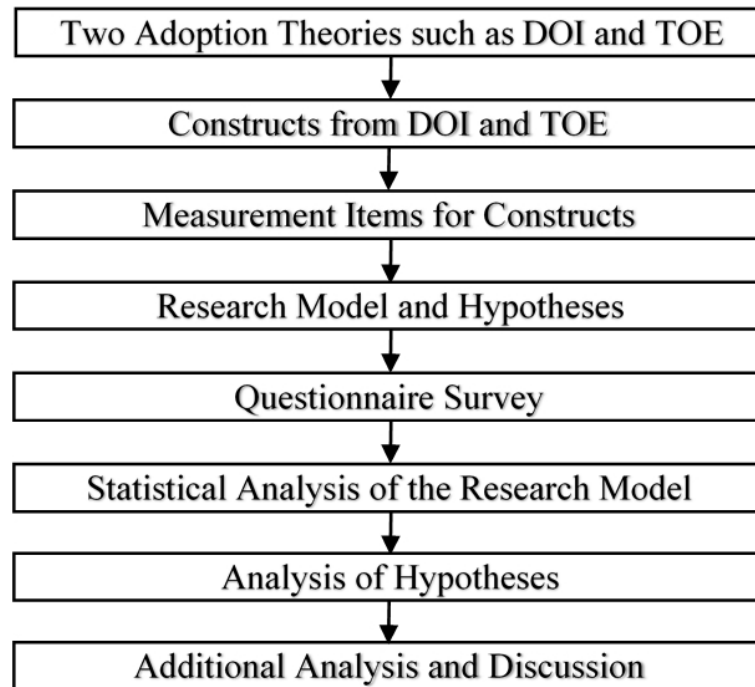 Two Adoption Theories such as DOI and TOE
Constructs from DOI and TOE
Measurement Items for Constructs
Research Model and Hypotheses
Questionnaire Survey
Statistical Analysis of the Research Model
Analysis of Hypotheses
Additional Analysis and Discussion